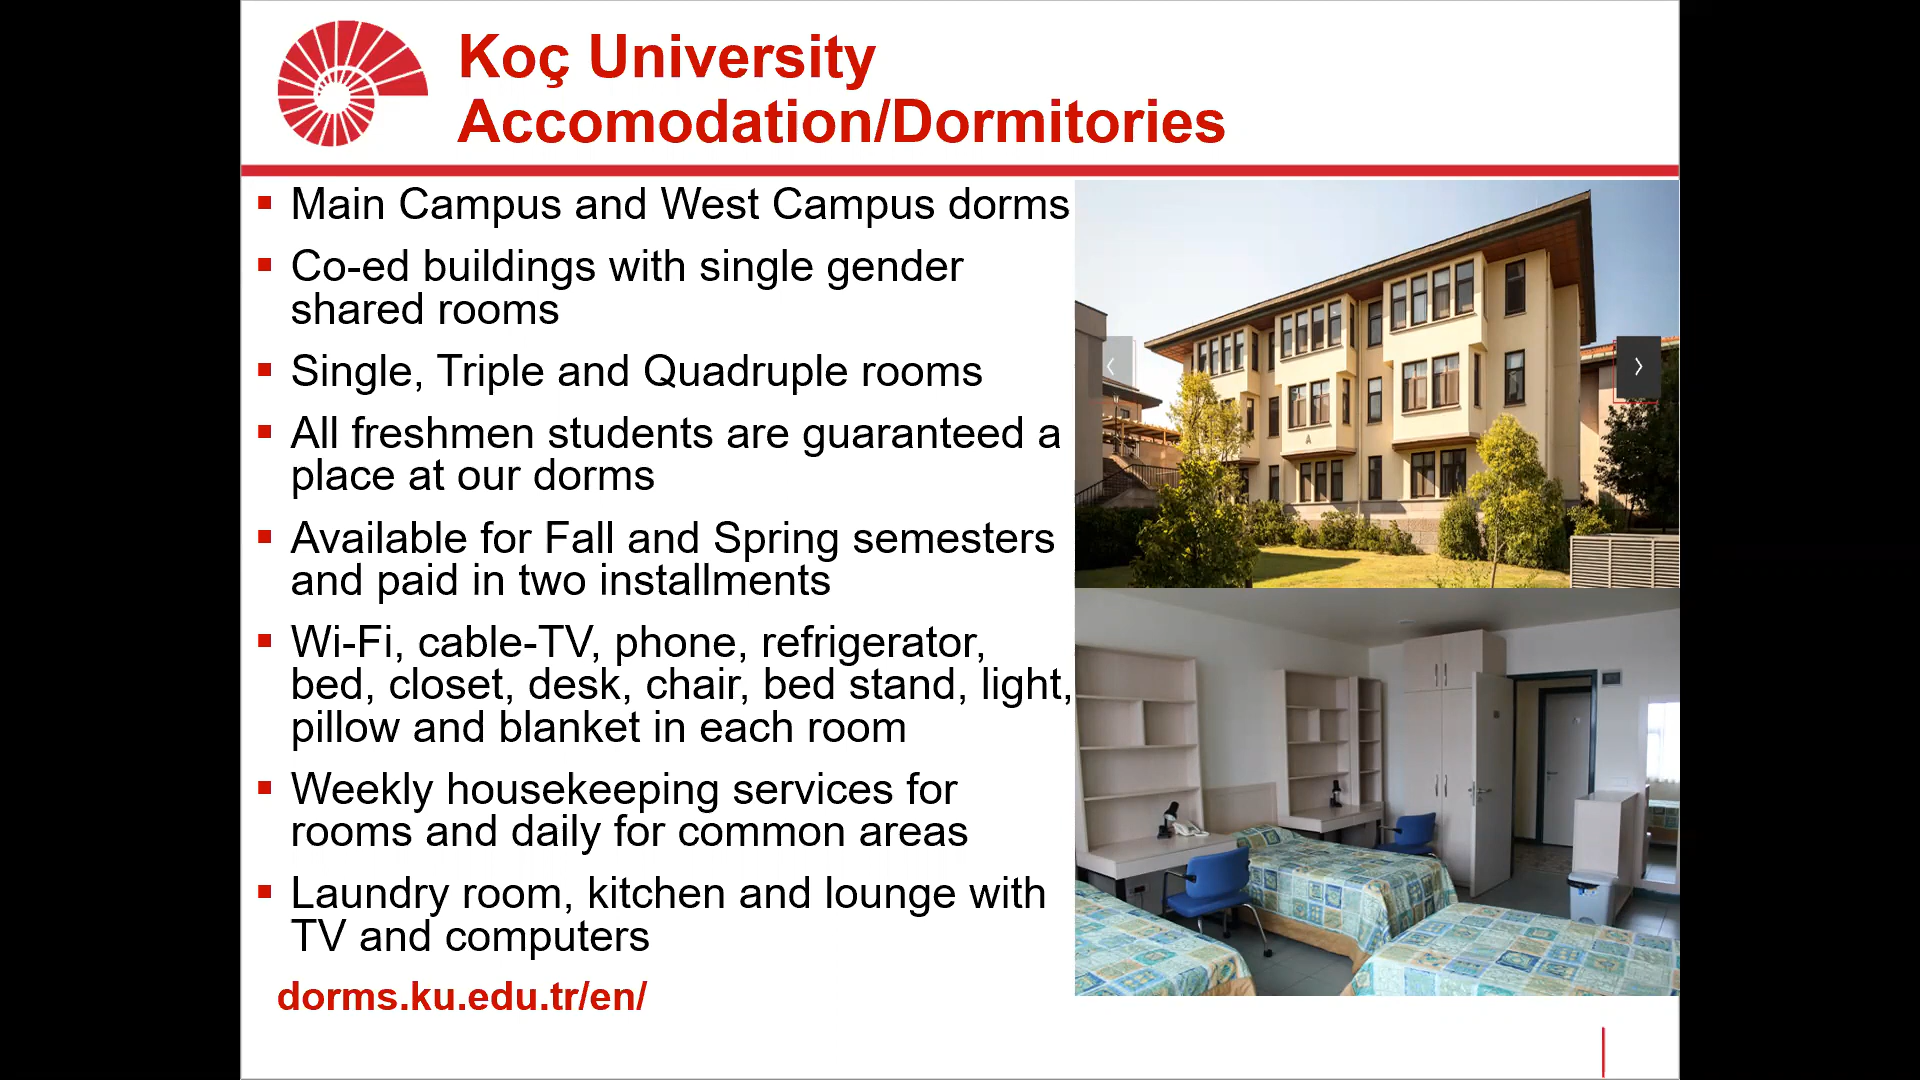 Koç University
Accomodation/Dormitories
Main Campus and West Campus dorms
Co-ed buildings with single gender
shared rooms
Single, Triple and Quadruple rooms
All freshmen students are guaranteed a
place at our dorms
Available for Fall and Spring semesters
and paid in two installments
Wi-Fi, cable-TV, phone, refrigerator,
bed, closet, desk, chair, bed stand, light,
pillow and blanket in each room
Weekly housekeeping services for
rooms and daily for common areas
Laundry room, kitchen and lounge with
TV and computers
dorms.ku.edu.tr/en/
A